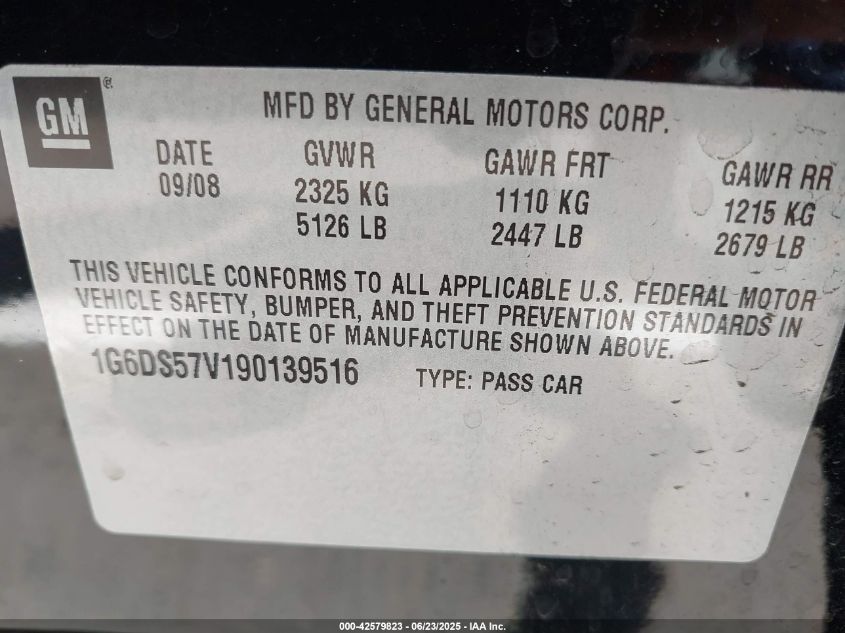 GM ®
MFD BY GENERAL MOTORS CORP.
DATE GVWR GAWR FRT GAWR RR
09/08 2325 KG 1110 KG 1215 KG
5126 LB 2447 LB 2679 LB
THIS VEHICLE CONFORMS TO ALL APPLICABLE U.S. FEDERAL MOTOR
VEHICLE SAFETY, BUMPER, AND THEFT PREVENTION STANDARDS IN
EFFECT ON THE DATE OF MANUFACTURE SHOWN ABOVE.
1G6DS57V190139516 TYPE: PASS CAR
000-42579823 - 06/23/2025 - IAA Inc.